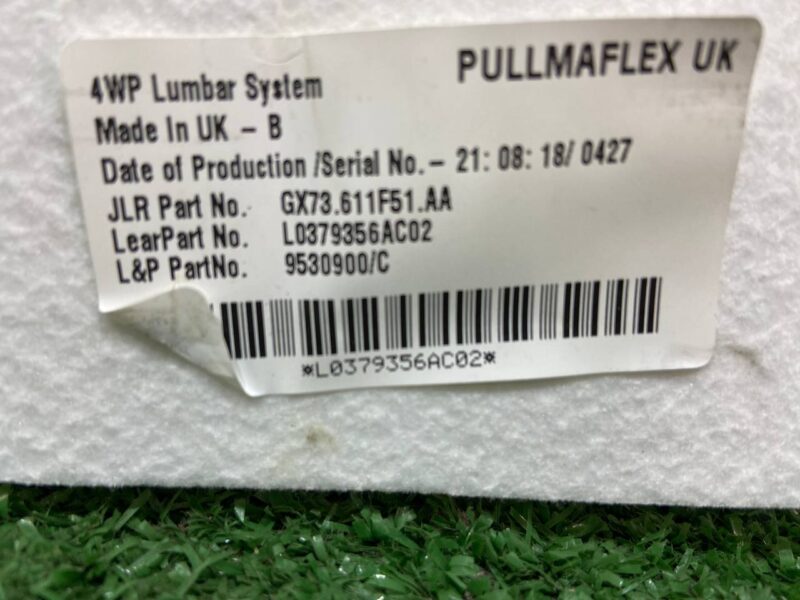 PULLMAFLEX UK
4WP Lumbar System
Made In UK - B
Date of Production /Serial No. - 21: 08: 18/ 0427
JLR Part No. GX73.611F51.AA
LearPart No. L0379356AC02
L&P PartNo. 9530900/C
*L0379356AC02*